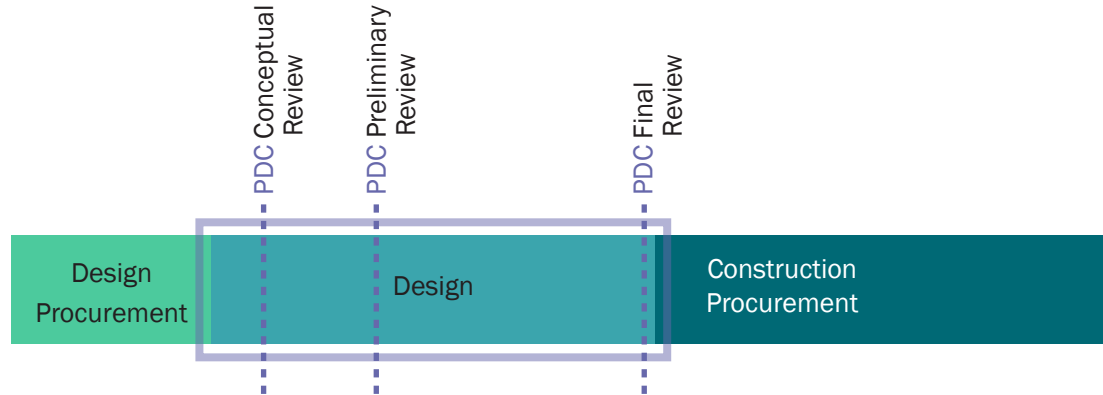 PDC Conceptual
Review
PDC Preliminary
Review
PDC Final
Review
Design
Procurement
Design
Construction
Procurement